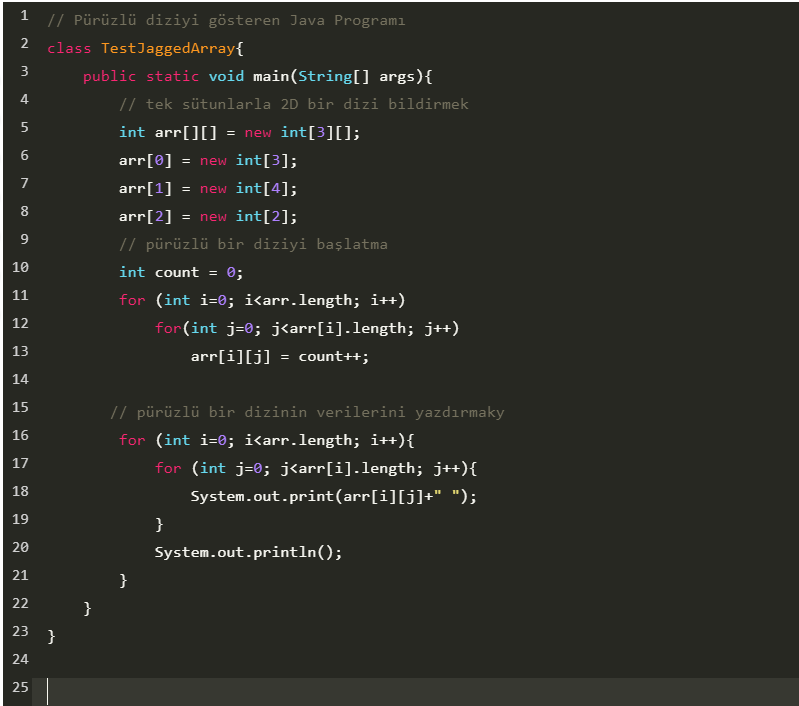 1 // Pürüzlü diziyi gösteren Java Programı
2 class TestJaggedArray{
3     public static void main(String[] args){
4         // tek sütunlarla 2D bir dizi bildirmek
5         int arr[][] = new int[3][];
6         arr[0] = new int[3];
7         arr[1] = new int[4];
8         arr[2] = new int[2];
9         // pürüzlü bir diziyi başlatma
10         int count = 0;
11         for (int i=0; i<arr.length; i++)
12             for(int j=0; j<arr[i].length; j++)
13                 arr[i][j] = count++;
14
15        // pürüzlü bir dizinin verilerini yazdırmaky
16         for (int i=0; i<arr.length; i++){
17             for (int j=0; j<arr[i].length; j++){
18                 System.out.print(arr[i][j]+" ");
19             }
20             System.out.println();
21         }
22     }
23 }
24
25